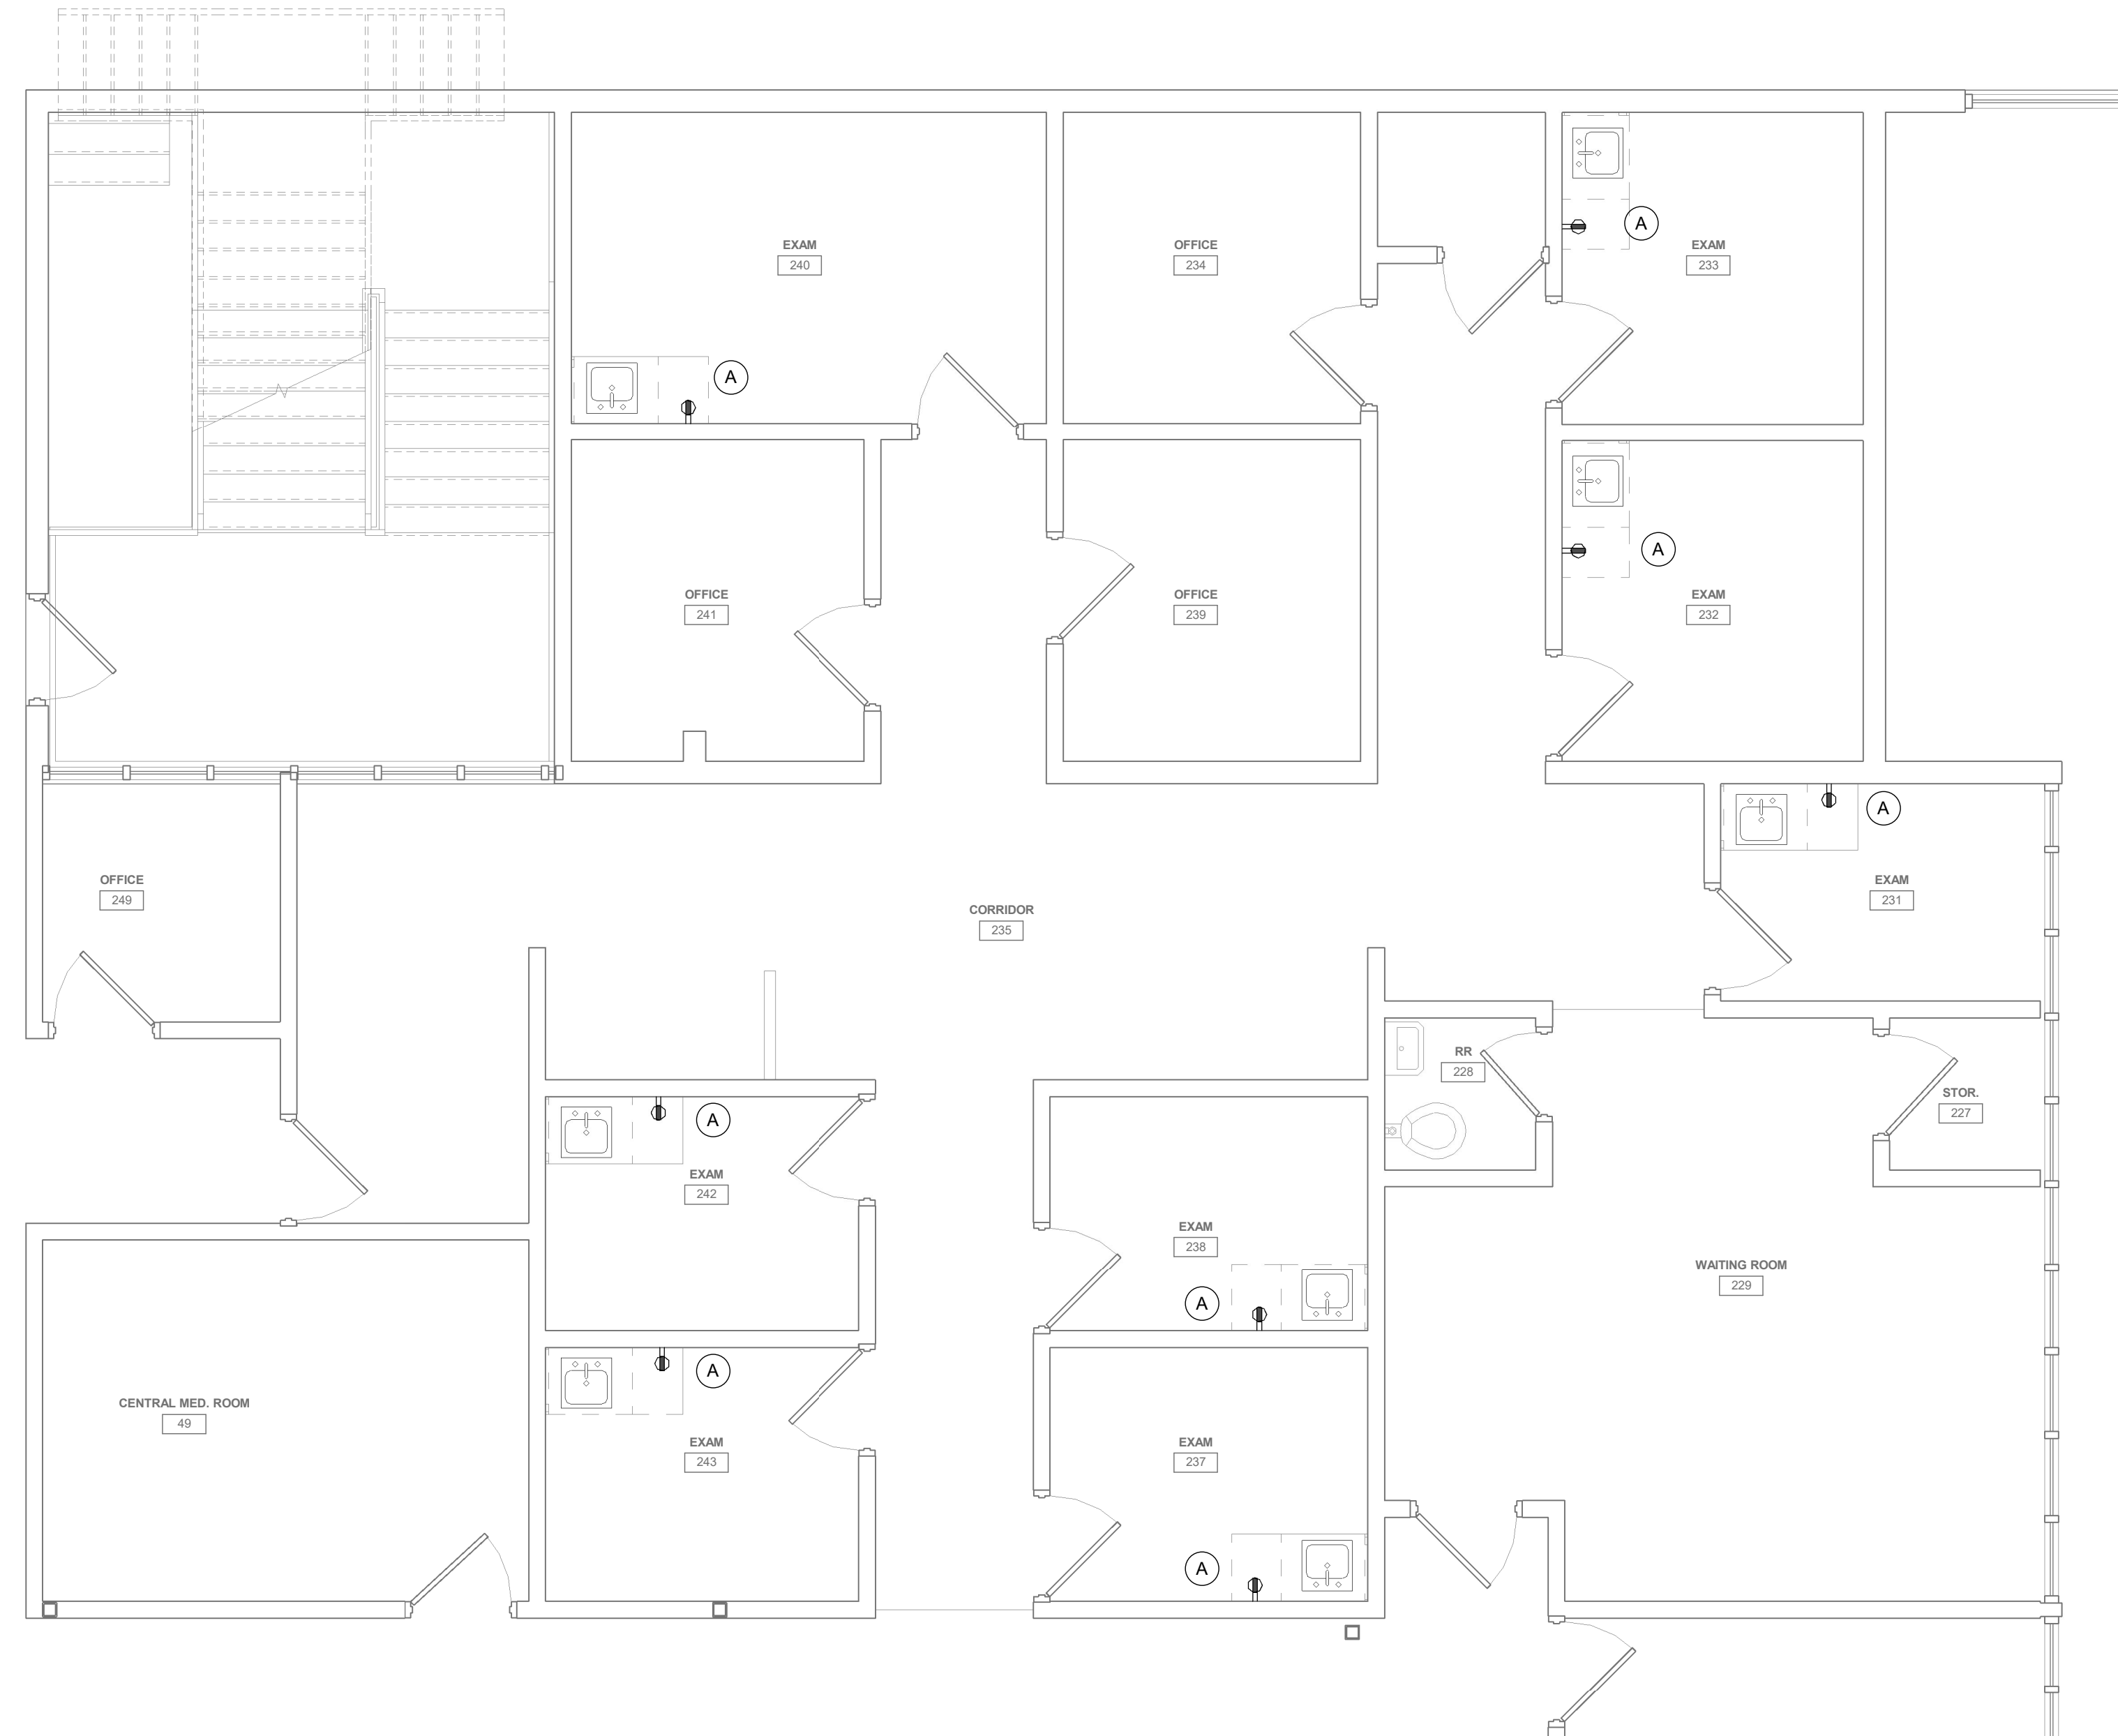 EXAM
240
OFFICE
234
A
EXAM
233
A
OFFICE
241
OFFICE
239
A
EXAM
232
A
EXAM
231
OFFICE
249
CORRIDOR
235
RR
228
STOR.
227
A
EXAM
242
EXAM
238
A
WAITING ROOM
229
A
EXAM
243
CENTRAL MED. ROOM
49
EXAM
237
A